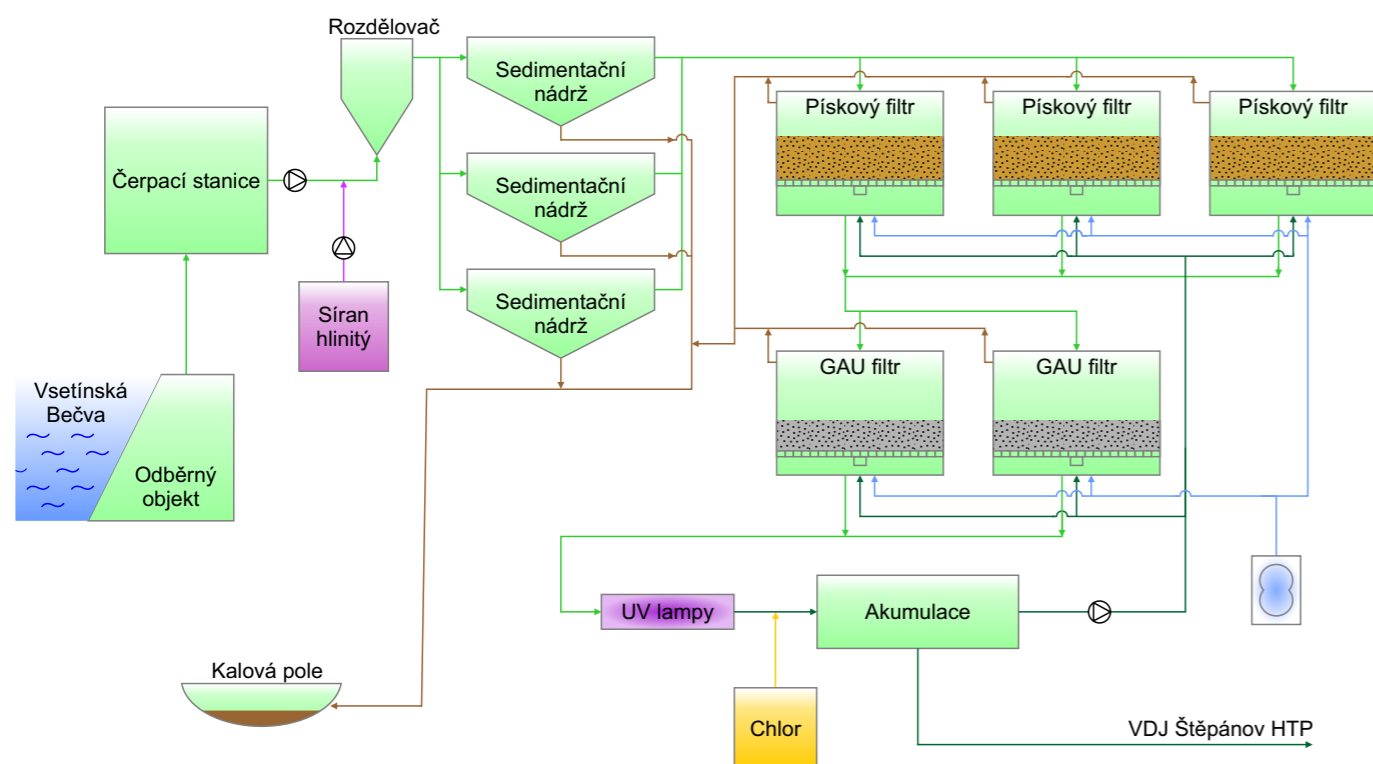 Rozdělovač
Sedimentační
nádrž
Pískový filtr
Pískový filtr
Pískový filtr
Čerpací stanice
Sedimentační
nádrž
Síran
hlinitý
Sedimentační
nádrž
GAU filtr
GAU filtr
Vsetínská
Bečva
Odběrný
objekt
UV lampy
Akumulace
Kalová pole
Chlor
VDJ Štěpánov HTP